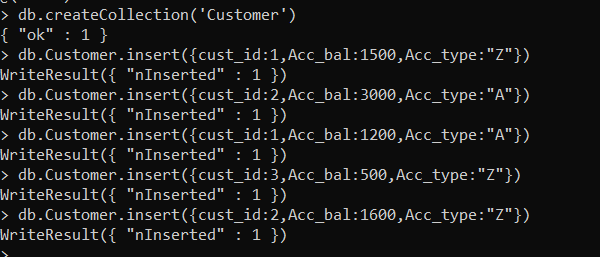 > db.createCollection('Customer')
{ "ok" : 1 }
> db.Customer.insert({cust_id:1,Acc_bal:1500,Acc_type:"Z"})
WriteResult({ "nInserted" : 1 })
> db.Customer.insert({cust_id:2,Acc_bal:3000,Acc_type:"A"})
WriteResult({ "nInserted" : 1 })
> db.Customer.insert({cust_id:1,Acc_bal:1200,Acc_type:"A"})
WriteResult({ "nInserted" : 1 })
> db.Customer.insert({cust_id:3,Acc_bal:500,Acc_type:"Z"})
WriteResult({ "nInserted" : 1 })
> db.Customer.insert({cust_id:2,Acc_bal:1600,Acc_type:"Z"})
WriteResult({ "nInserted" : 1 })
>